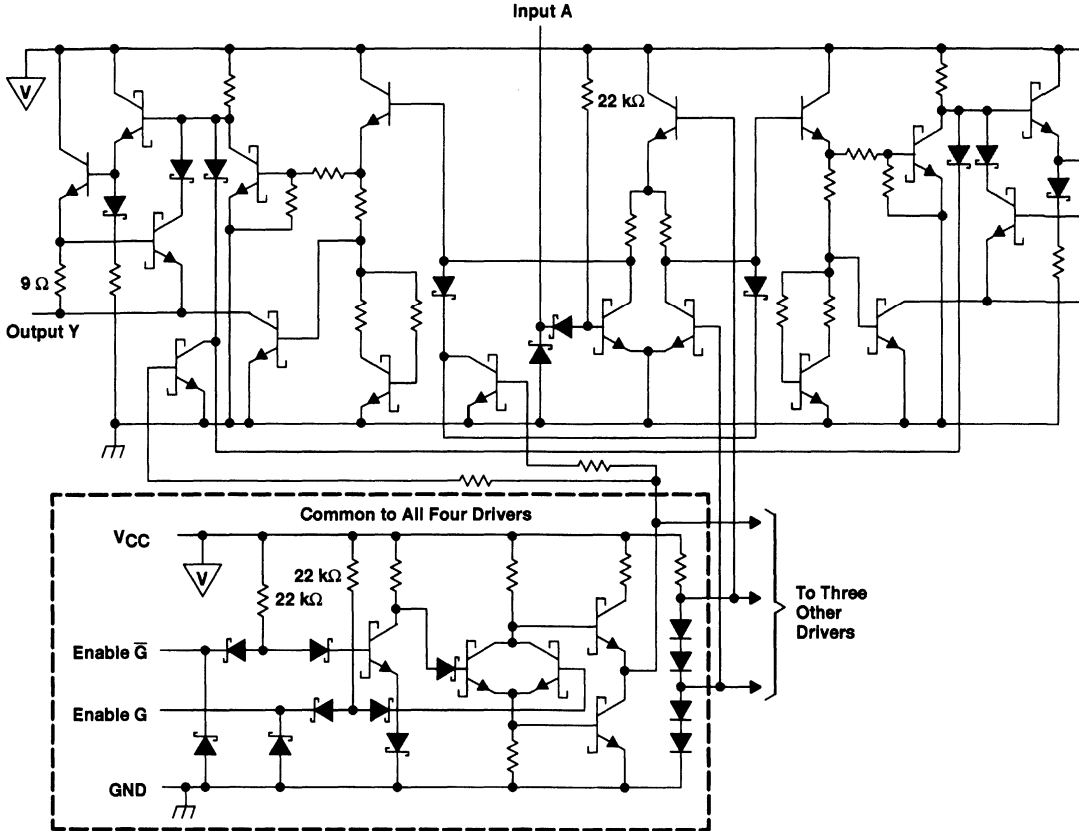 Input A
V
22 kΩ
9 Ω
Output Y
Common to All Four Drivers
VCC
V
22 kΩ
22 kΩ
To Three
Other
Drivers
Enable G̅
Enable G
GND